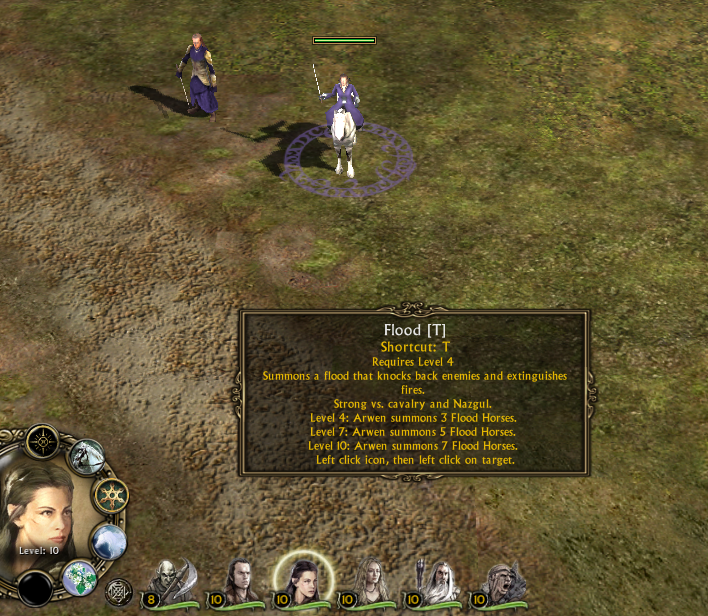 Flood [T]
Shortcut: T
Requires Level 4
Summons a flood that knocks back enemies and extinguishes
fires.
Strong vs. cavalry and Nazgul.
Level 4: Arwen summons 3 Flood Horses.
Level 7: Arwen summons 5 Flood Horses.
Level 10: Arwen summons 7 Flood Horses.
Left click icon, then left click on target.
Level: 10
8
10
10
10
10
10